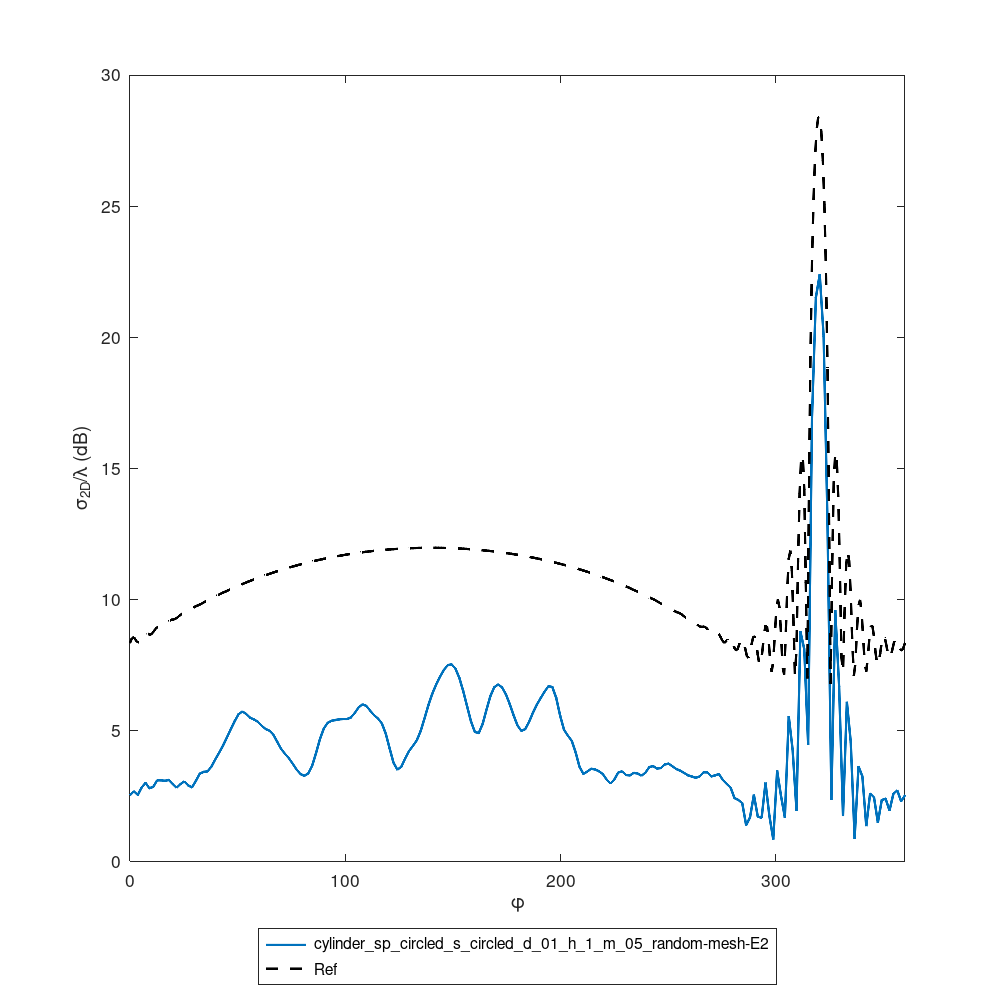 30
25
20
15
10
5
0
σ2D/λ (dB)
0 100 200 300
φ
cylinder_sp_circled_s_circled_d_01_h_1_m_05_random-mesh-E2
Ref